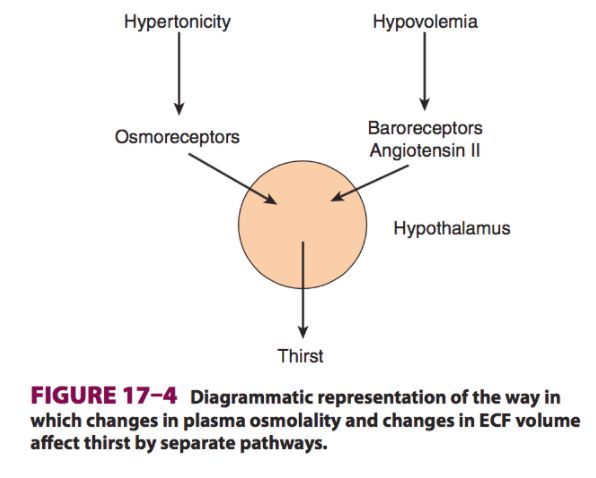 Hypertonicity
Hypovolemia
Osmoreceptors
Baroreceptors
Angiotensin II
Hypothalamus
Thirst
FIGURE 17–4 Diagrammatic representation of the way in
which changes in plasma osmolality and changes in ECF volume
affect thirst by separate pathways.